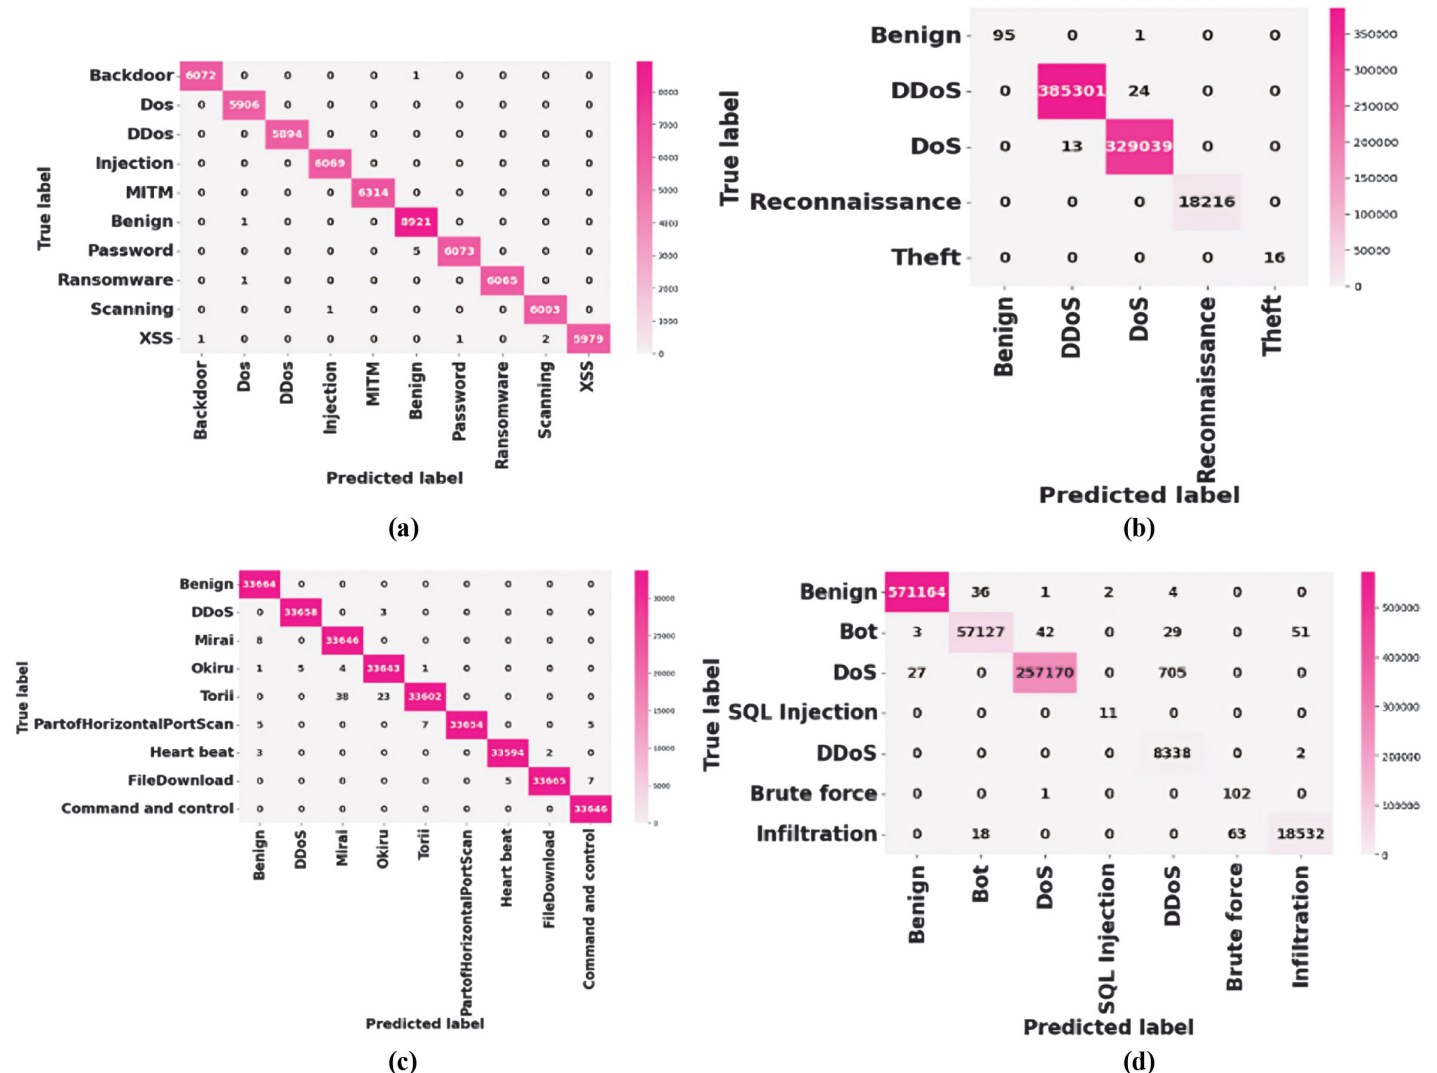 Backdoor 6072 0 0 0 0 1 0 0 0 0
Dos 0 5906 0 0 0 0 0 0 0 0
DDos 0 0 5894 0 0 0 0 0 0 0
Injection 0 0 0 6069 0 0 0 0 0 0
MITM 0 0 0 0 6314 0 0 0 0 0
Benign 0 1 0 0 0 8921 0 0 0 0
Password 0 0 0 0 0 5 6073 0 0 0
Ransomware 0 1 0 0 0 0 0 6065 0 0
Scanning 0 0 0 1 0 0 0 0 6003 0
XSS 1 0 0 0 0 0 1 0 2 5979
True label
Backdoor Dos DDos Injection MITM Benign Password Ransomware Scanning XSS
Predicted label
8000
7000
6000
5000
4000
3000
2000
1000
0
(a)
Benign 95 0 1 0 0
DDoS 0 385301 24 0 0
DoS 0 13 329039 0 0
Reconnaissance 0 0 0 18216 0
Theft 0 0 0 0 16
True label
Benign DDoS DoS Reconnaissance Theft
Predicted label
350000
300000
250000
200000
150000
100000
50000
0
(b)
Benign 33664 0 0 0 0 0 0 0 0
DDoS 0 33658 0 3 0 0 0 0 0
Mirai 8 0 33646 0 0 0 0 0 0
Okiru 1 5 4 33643 1 0 0 0 0
Torii 0 0 38 23 33602 0 0 0 0
PartofHorizontalPortScan 5 0 0 0 7 33654 0 0 5
Heart beat 3 0 0 0 0 0 33594 2 0
FileDownload 0 0 0 0 0 0 5 33665 7
Command and control 0 0 0 0 0 0 0 0 33646
True label
Benign DDoS Mirai Okiru Torii PartofHorizontalPortScan Heart beat FileDownload Command and control
Predicted label
30000
25000
20000
15000
10000
5000
0
(c)
Benign 571164 36 1 2 4 0 0
Bot 3 57127 42 0 29 0 51
DoS 27 0 257170 0 705 0 0
SQL Injection 0 0 0 11 0 0 0
DDoS 0 0 0 0 8338 0 2
Brute force 0 0 1 0 0 102 0
Infiltration 0 18 0 0 0 63 18532
True label
Benign Bot DoS SQL Injection DDoS Brute force Infiltration
Predicted label
500000
400000
300000
200000
100000
0
(d)